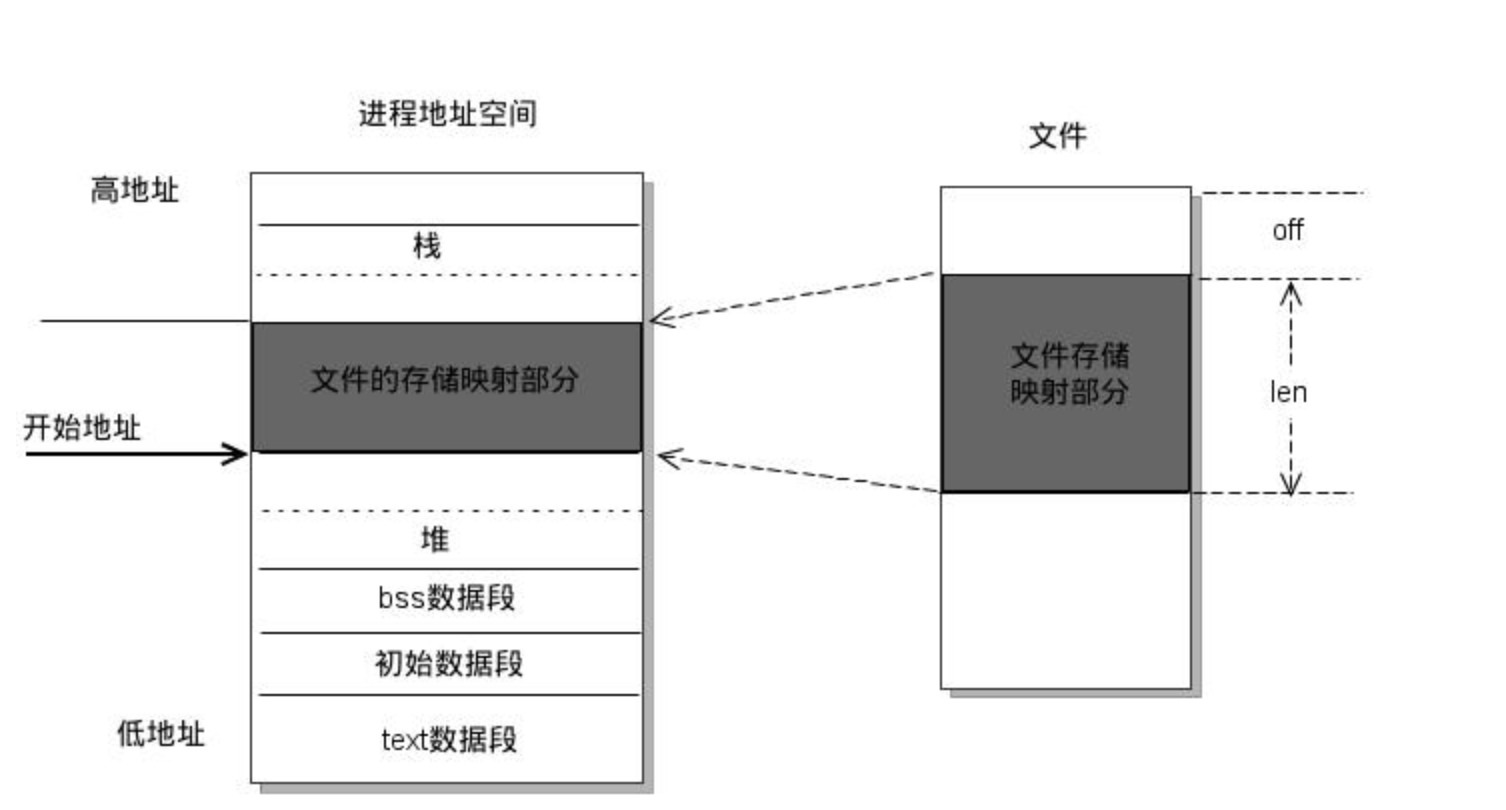 进程地址空间
文件
高地址
栈
off
文件的存储映射部分
文件存储
映射部分
len
开始地址
堆
bss数据段
初始数据段
低地址
text数据段